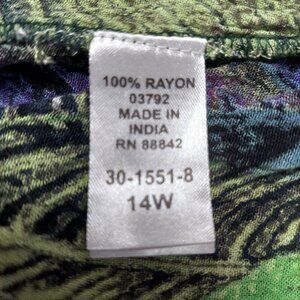 100% RAYON
03792
MADE IN
INDIA
RN 88842
30-1551-8
14W